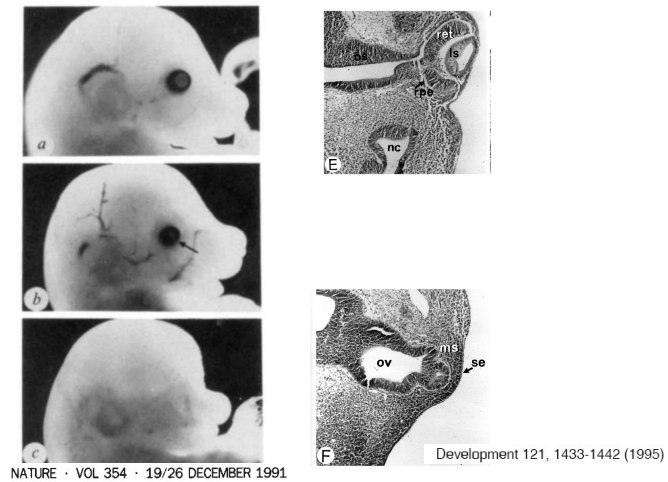 a
b
c
NATURE · VOL 354 · 19/26 DECEMBER 1991
ret
os
ls
rpe
nc
E
ms
ov
se
F
Development 121, 1433-1442 (1995)